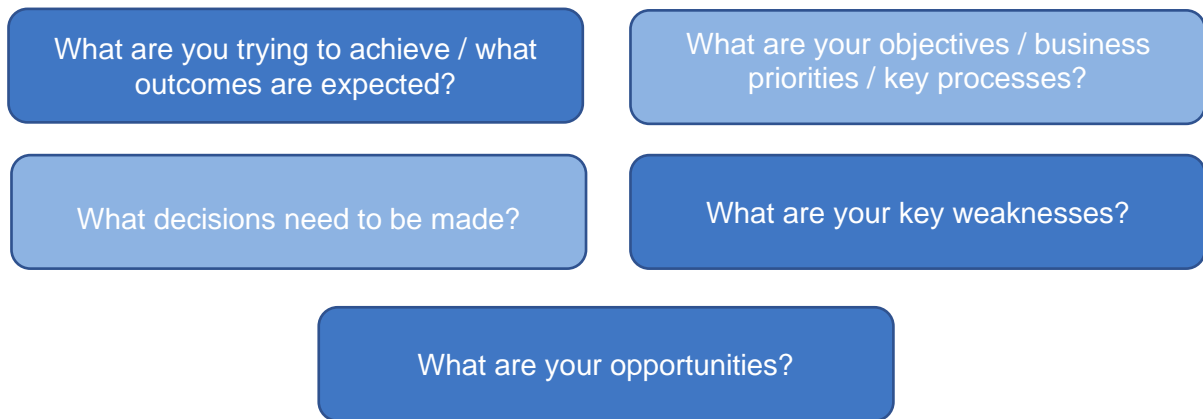 What are you trying to achieve / what
outcomes are expected?
What are your objectives / business
priorities / key processes?
What decisions need to be made?
What are your key weaknesses?
What are your opportunities?